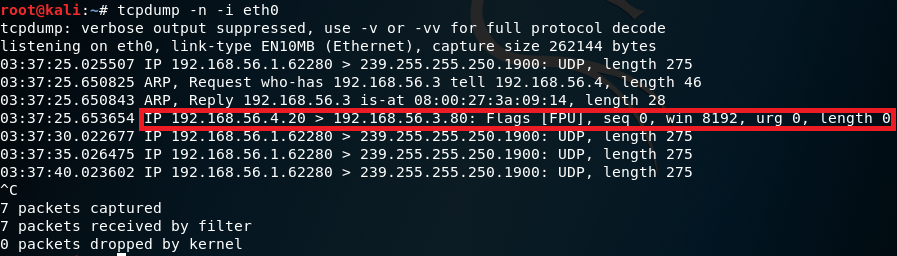 root@kali:~# tcpdump -n -i eth0
tcpdump: verbose output suppressed, use -v or -vv for full protocol decode
listening on eth0, link-type EN10MB (Ethernet), capture size 262144 bytes
03:37:25.025507 IP 192.168.56.1.62280 > 239.255.255.250.1900: UDP, length 275
03:37:25.650825 ARP, Request who-has 192.168.56.3 tell 192.168.56.4, length 46
03:37:25.650843 ARP, Reply 192.168.56.3 is-at 08:00:27:3a:09:14, length 28
03:37:25.653654 IP 192.168.56.4.20 > 192.168.56.3.80: Flags [FPU], seq 0, win 8192, urg 0, length 0
03:37:30.022677 IP 192.168.56.1.62280 > 239.255.255.250.1900: UDP, length 275
03:37:35.026475 IP 192.168.56.1.62280 > 239.255.255.250.1900: UDP, length 275
03:37:40.023602 IP 192.168.56.1.62280 > 239.255.255.250.1900: UDP, length 275
^C
7 packets captured
7 packets received by filter
0 packets dropped by kernel